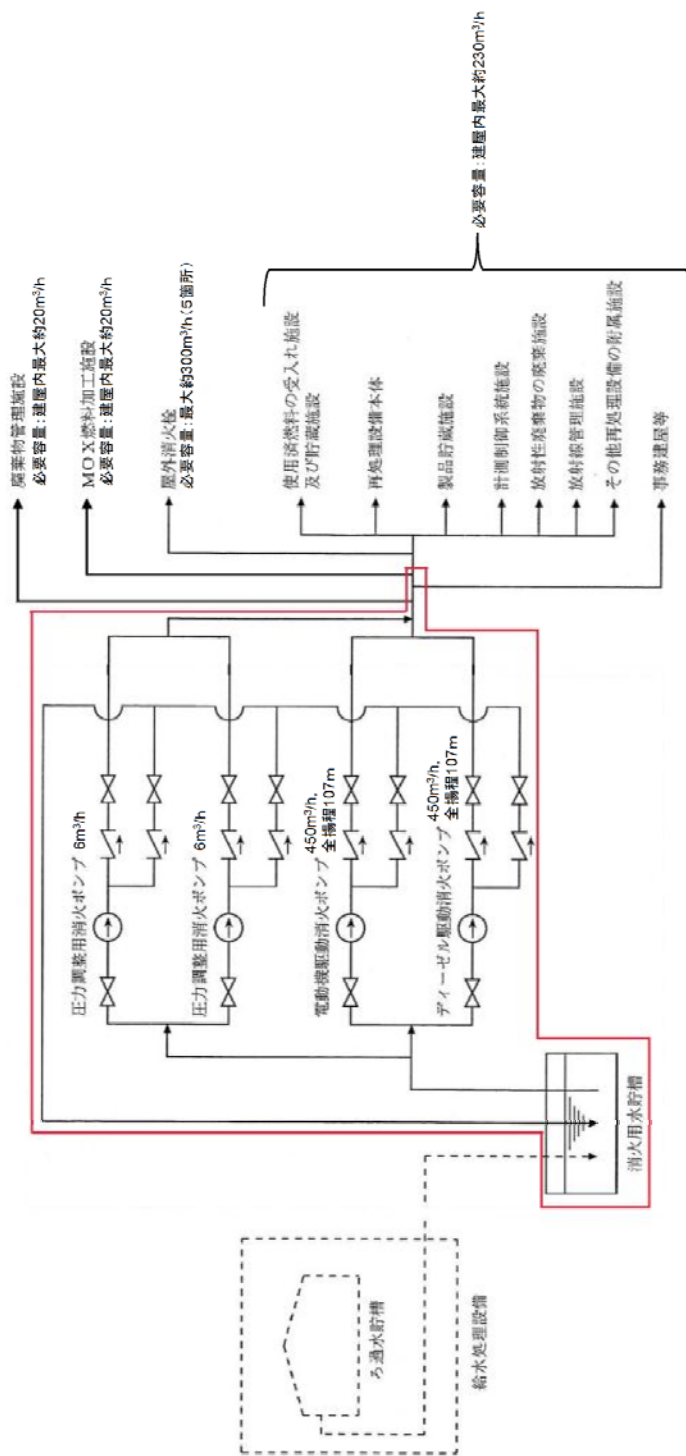 廃棄物管理施設
必要容量:建屋内最大約20m³/h
MOX燃料加工施設
必要容量:建屋内最大約20m³/h
屋外消火栓
必要容量:最大約300m³/h(5箇所)
使用済燃料の受入れ施設
及び貯蔵施設
再処理設備本体
製品貯蔵施設
計測制御系統施設
放射性廃棄物の廃棄施設
放射線管理施設
その他再処理設備の附属施設
事務建屋等
必要容量:建屋内最大約230m³/h
圧力調整用消火ポンプ 6m³/h
圧力調整用消火ポンプ 6m³/h
電動機駆動消火ポンプ 450m³/h,
全揚程107m
ディーゼル駆動消火ポンプ 450m³/h,
全揚程107m
消火用水貯槽
ろ過水貯槽
給水処理設備